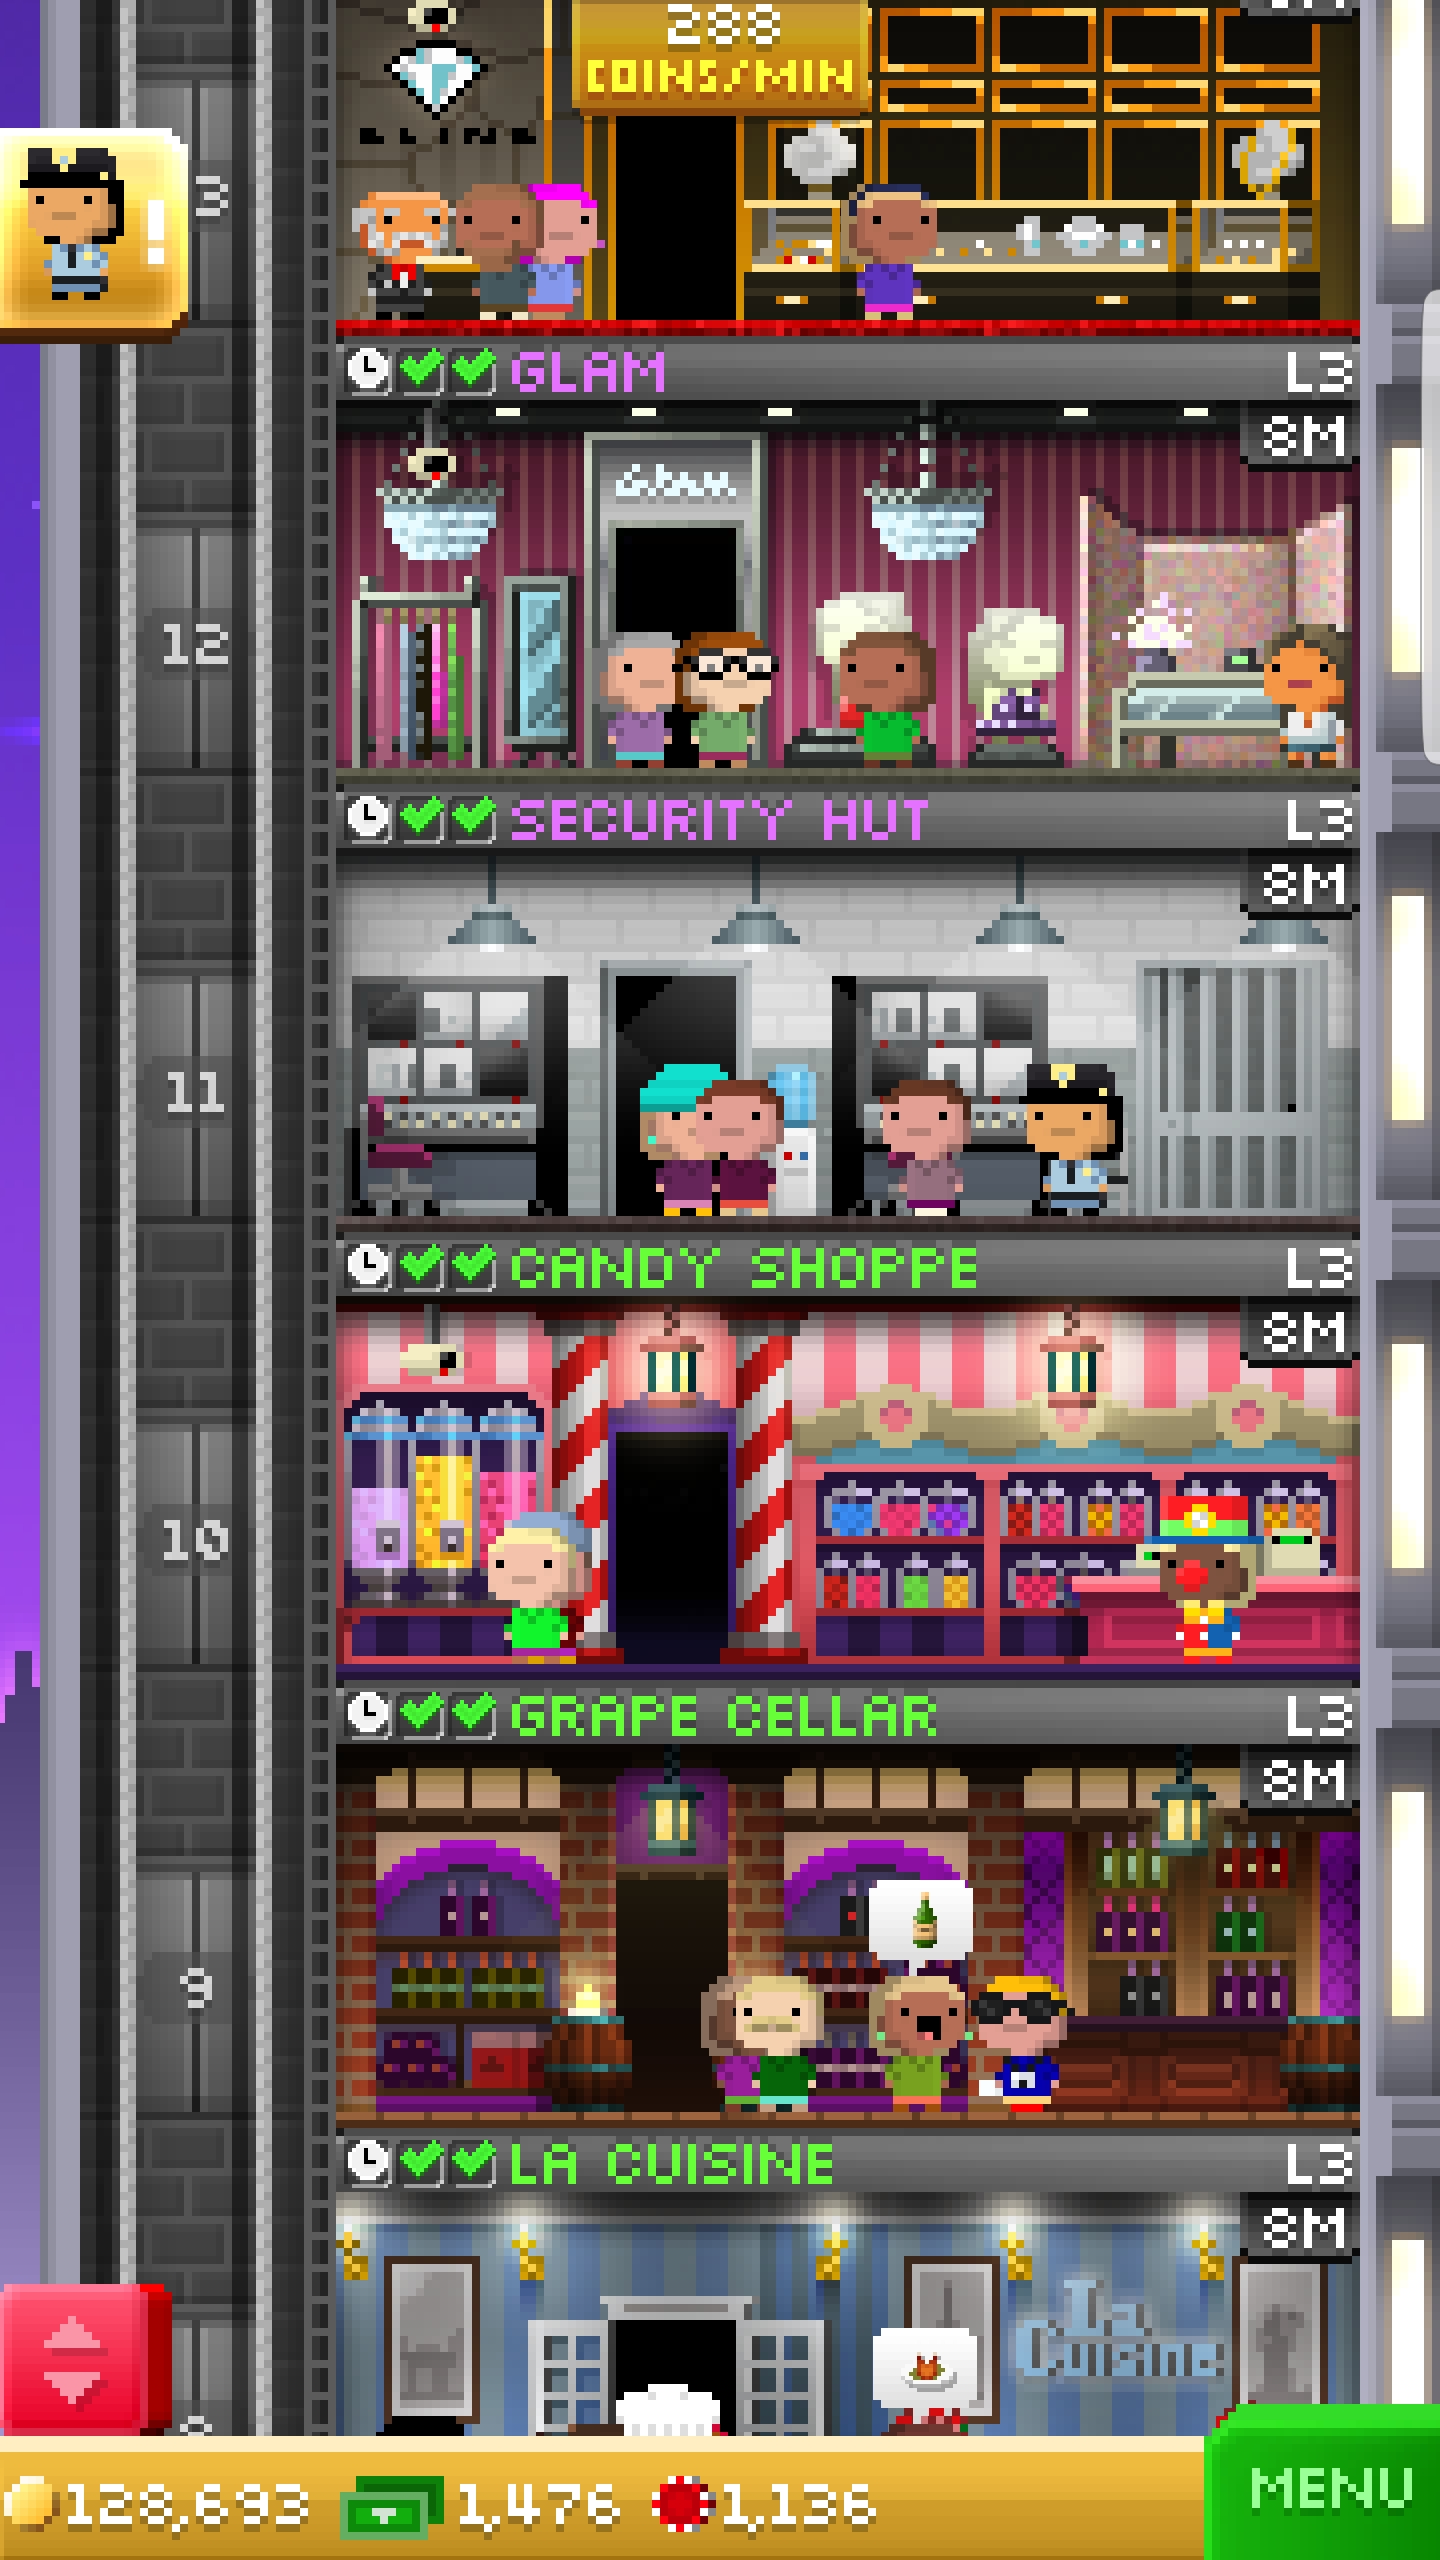 288
COINS/MIN
BLING
!
3
GLAM
L3
8M
Glam
12
SECURITY HUT
L3
8M
11
CANDY SHOPPE
L3
8M
10
GRAPE CELLAR
L3
8M
9
LA CUISINE
L3
8M
La
Cuisine
128,693
1,476
1,136
MENU